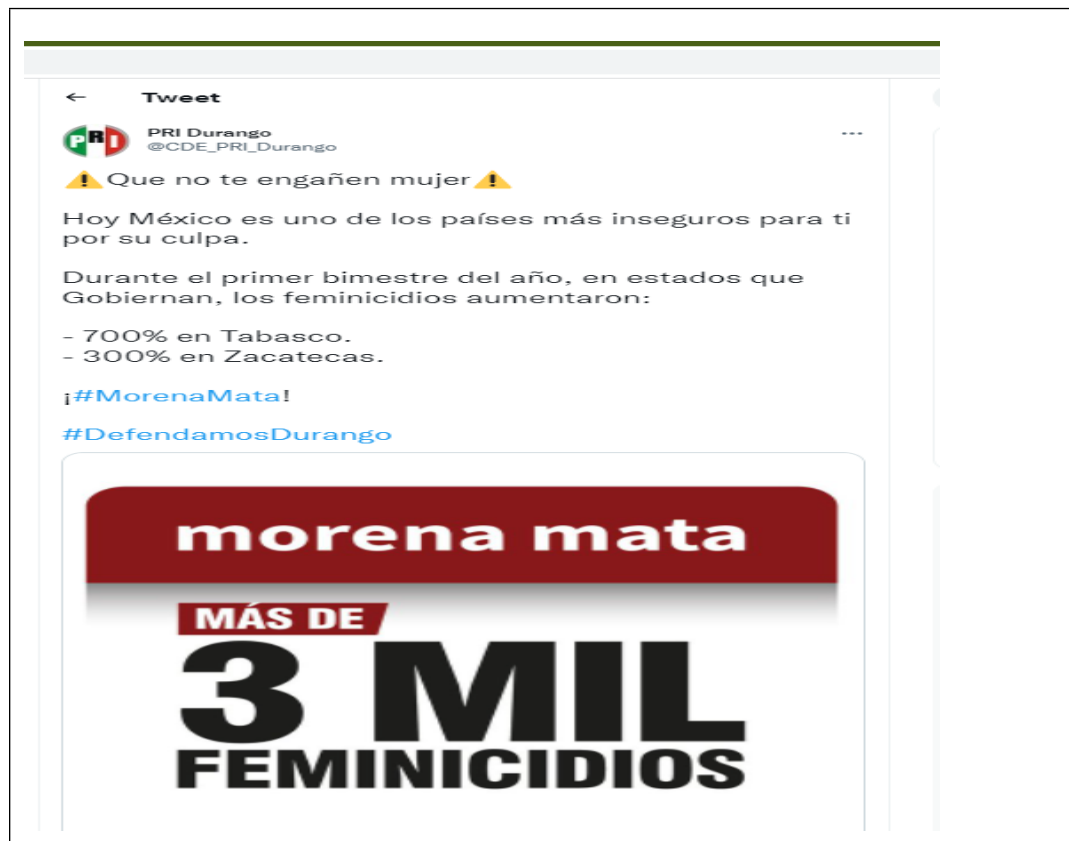 ← Tweet
PRI
PRI Durango
@CDE_PRI_Durango
⚠️Que no te engañen mujer⚠️
Hoy México es uno de los países más inseguros para ti
por su culpa.
Durante el primer bimestre del año, en estados que
Gobiernan, los feminicidios aumentaron:
- 700% en Tabasco.
- 300% en Zacatecas.
¡#MorenaMata!
#DefendamosDurango
morena mata
MÁS DE
3 MIL
FEMINICIDIOS